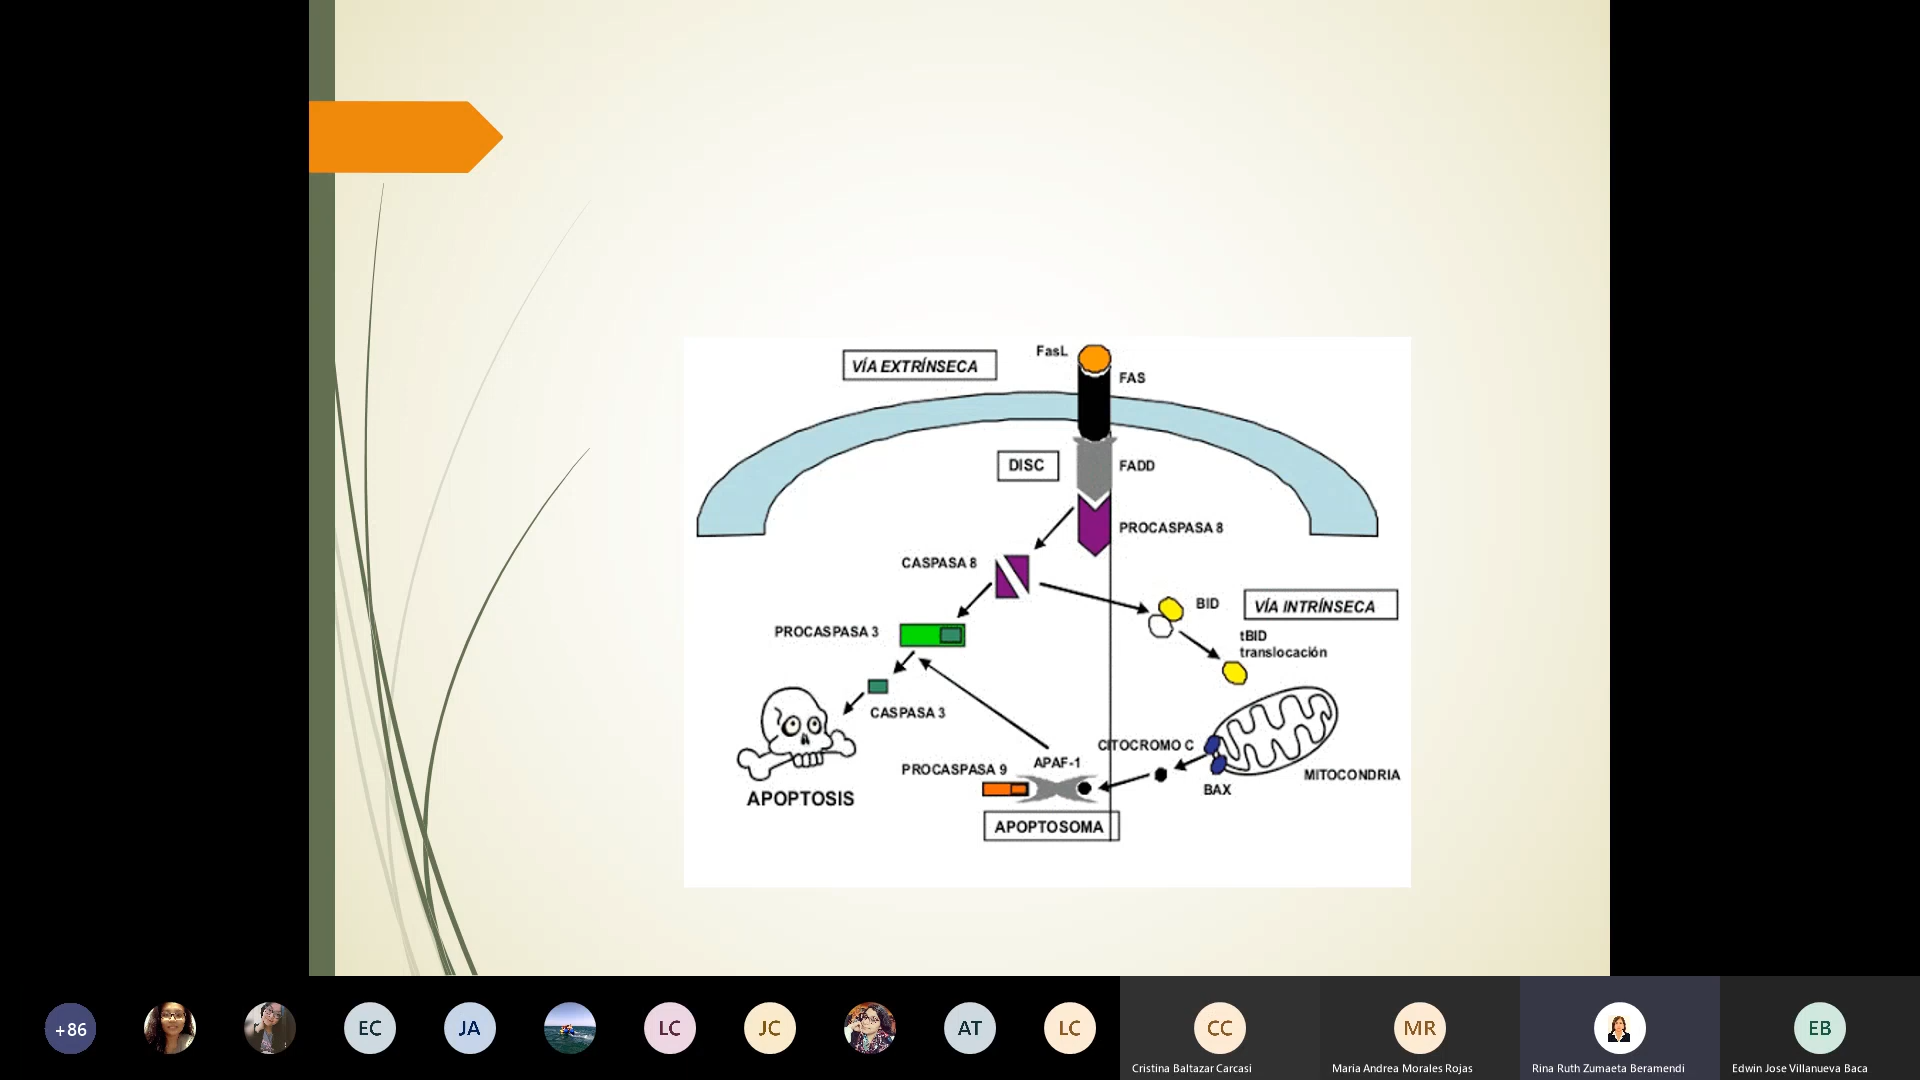 FasL
VÍA EXTRÍNSECA
FAS
DISC
FADD
PROCASPASA 8
CASPASA 8
BID
VÍA INTRÍNSECA
PROCASPASA 3
tBID
translocación
CASPASA 3
CITOCROMO C
APAF-1
PROCASPASA 9
MITOCONDRIA
BAX
APOPTOSIS
APOPTOSOMA
+86
EC
JA
LC
JC
AT
LC
CC
Cristina Baltazar Carcasi
MR
Maria Andrea Morales Rojas
Rina Ruth Zumaeta Beramendi
EB
Edwin Jose Villanueva Baca